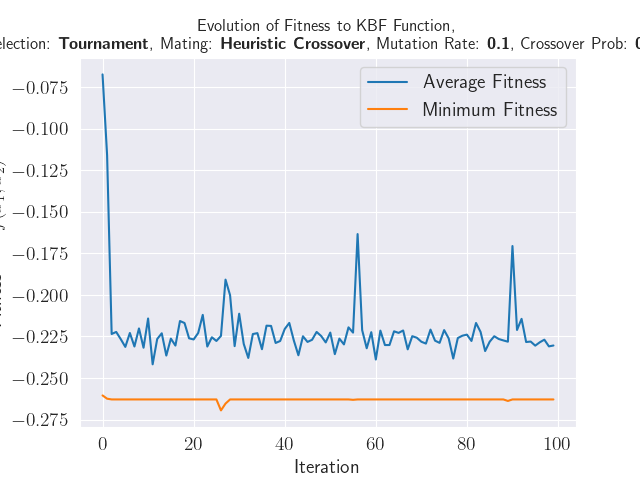 Evolution of Fitness to KBF Function,
election: Tournament, Mating: Heuristic Crossover, Mutation Rate: 0.1, Crossover Prob:
Average Fitness
Minimum Fitness
−0.075
−0.100
−0.125
−0.150
−0.175
−0.200
−0.225
−0.250
−0.275
0 20 40 60 80 100
Iteration